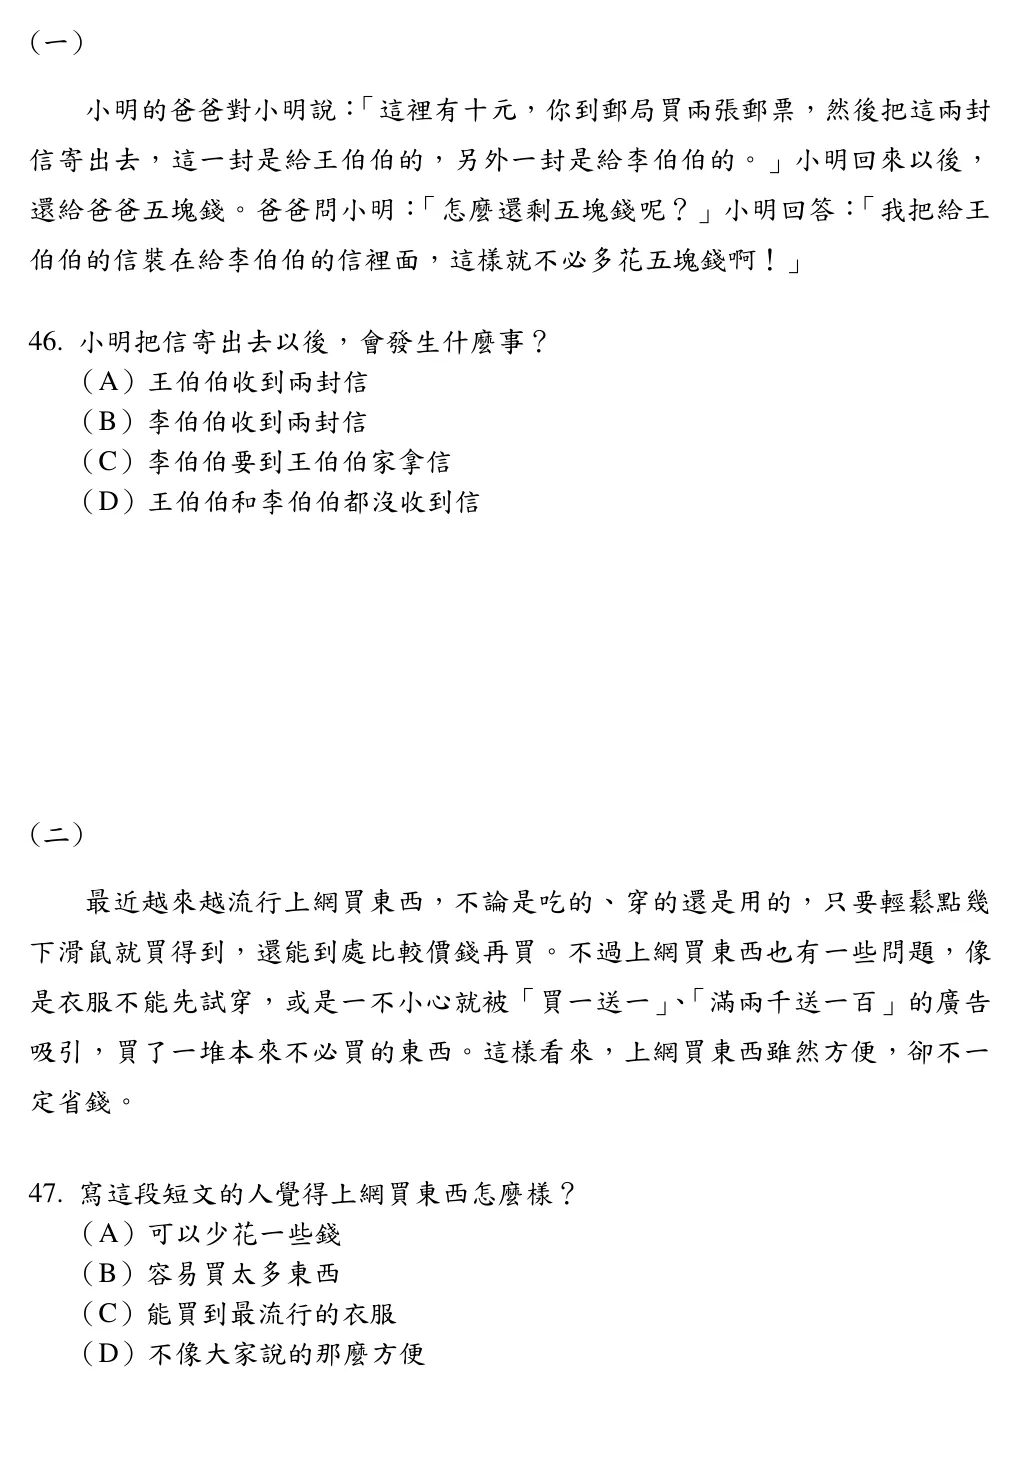 （一）
小明的爸爸對小明說：「這裡有十元，你到郵局買兩張郵票，然後把這兩封
信寄出去，這一封是給王伯伯的，另外一封是給李伯伯的。」小明回來以後，
還給爸爸五塊錢。爸爸問小明：「怎麼還剩五塊錢呢？」小明回答：「我把給王
伯伯的信裝在給李伯伯的信裡面，這樣就不必多花五塊錢啊！」
46. 小明把信寄出去以後，會發生什麼事？
（A）王伯伯收到兩封信
（B）李伯伯收到兩封信
（C）李伯伯要到王伯伯家拿信
（D）王伯伯和李伯伯都沒收到信
（二）
最近越來越流行上網買東西，不論是吃的、穿的還是用的，只要輕鬆點幾
下滑鼠就買得到，還能到處比較價錢再買。不過上網買東西也有一些問題，像
是衣服不能先試穿，或是一不小心就被「買一送一」、「滿兩千送一百」的廣告
吸引，買了一堆本來不必買的東西。這樣看來，上網買東西雖然方便，卻不一
定省錢。
47. 寫這段短文的人覺得上網買東西怎麼樣？
（A）可以少花一些錢
（B）容易買太多東西
（C）能買到最流行的衣服
（D）不像大家說的那麼方便